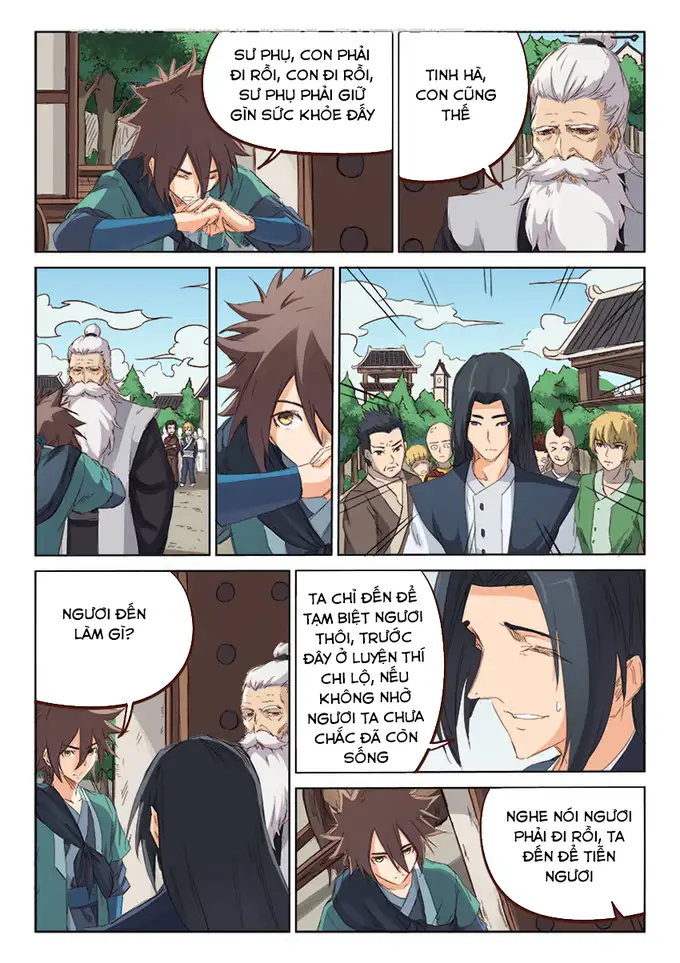 SƯ PHỤ, CON PHẢI
ĐI RỒI, CON ĐI RỒI,
SƯ PHỤ PHẢI GIỮ
GÌN SỨC KHỎE ĐẤY
TINH HÀ,
CON CŨNG
THẾ
NGƯƠI ĐẾN
LÀM GÌ?
TA CHỈ ĐẾN ĐỂ
TẠM BIỆT NGƯƠI
THÔI, TRƯỚC
ĐÂY Ở LUYỆN THÍ
CHI LỘ, NẾU
KHÔNG NHỜ
NGƯƠI TA CHƯA
CHẮC ĐÃ CÒN
SỐNG
NGHE NÓI NGƯƠI
PHẢI ĐI RỒI, TA
ĐẾN ĐỂ TIỄN
NGƯƠI